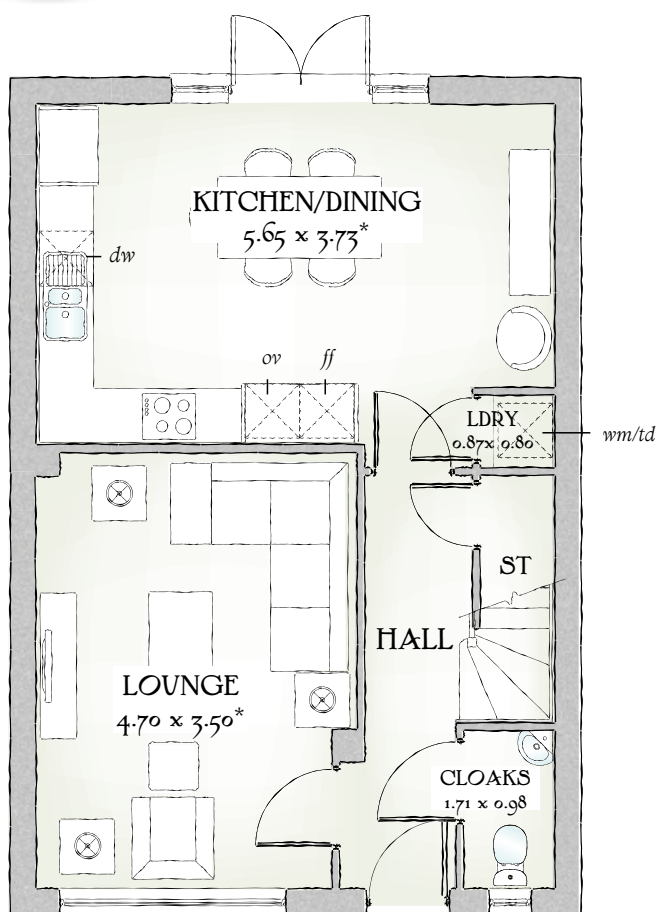 KITCHEN/DINING
5.65 x 3.73*
dw
ov
ff
LDRY
0.87x 0.80
wm/td
ST
HALL
LOUNGE
4.70 x 3.50*
CLOAKS
1.71 x 0.98